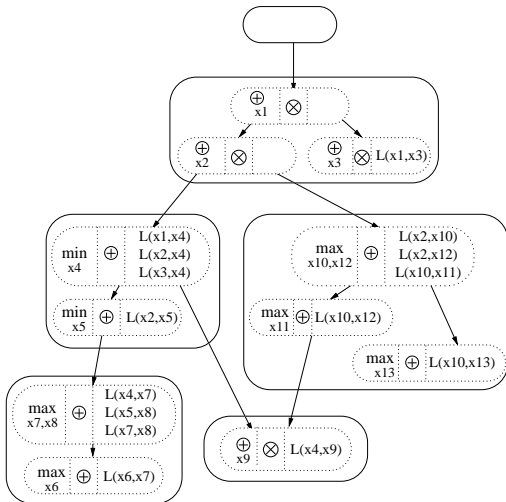 ⊕ x1 ⊗
⊕ x2 ⊗
⊕ x3 ⊗ L(x1,x3)
min x4 ⊕ L(x1,x4)
L(x2,x4)
L(x3,x4)
max x10,x12 ⊕ L(x2,x10)
L(x2,x12)
L(x10,x11)
min x5 ⊕ L(x2,x5)
max x11 ⊕ L(x10,x12)
max x13 ⊕ L(x10,x13)
max x7,x8 ⊕ L(x4,x7)
L(x5,x8)
L(x7,x8)
⊕ x9 ⊗ L(x4,x9)
max x6 ⊕ L(x6,x7)